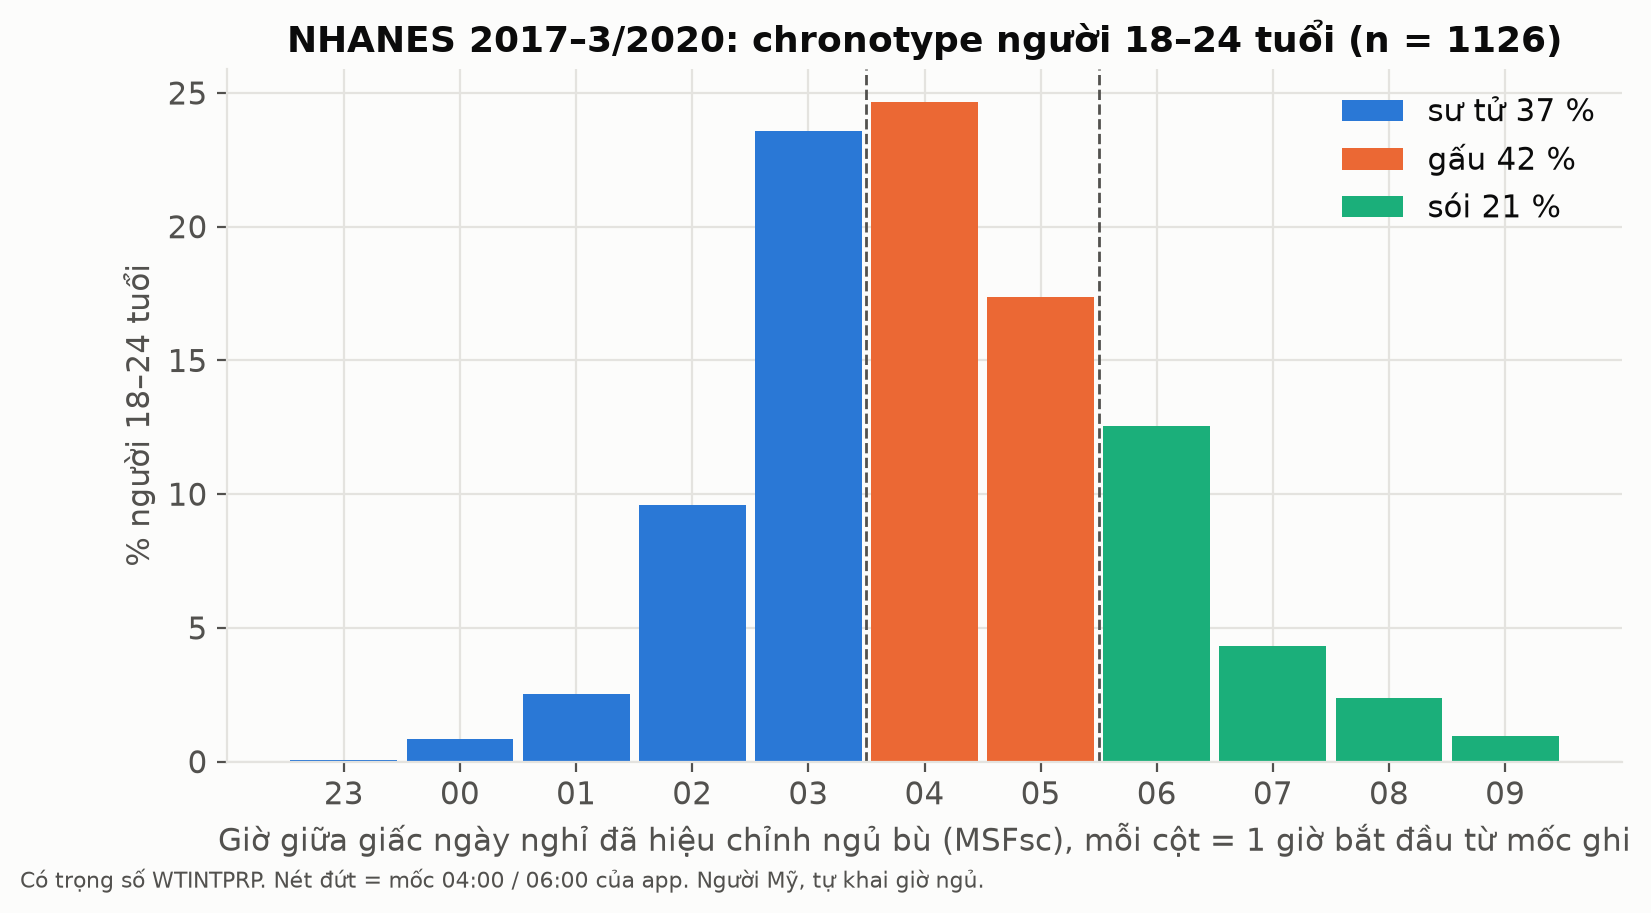 NHANES 2017–3/2020: chronotype người 18–24 tuổi (n = 1126)
sư tử 37 %
gấu 42 %
sói 21 %
% người 18–24 tuổi
25
20
15
10
5
0
23 00 01 02 03 04 05 06 07 08 09
Giờ giữa giấc ngày nghỉ đã hiệu chỉnh ngủ bù (MSFsc), mỗi cột = 1 giờ bắt đầu từ mốc ghi
Có trọng số WTINTPRP. Nét đứt = mốc 04:00 / 06:00 của app. Người Mỹ, tự khai giờ ngủ.